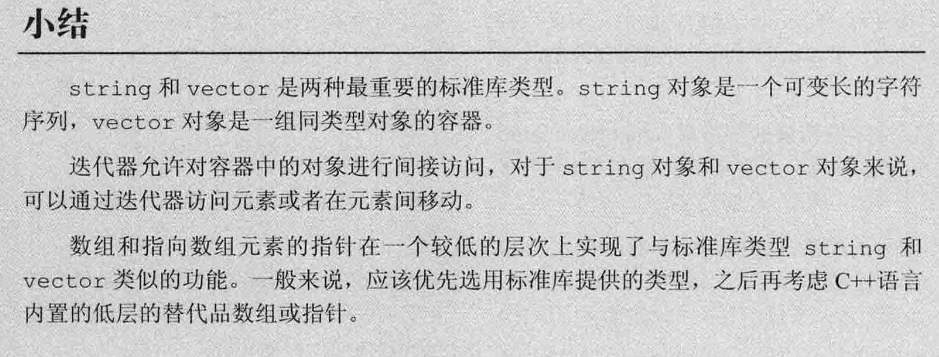 小结
string 和 vector 是两种最重要的标准库类型。string 对象是一个可变长的字符
序列，vector 对象是一组同类型对象的容器。
迭代器允许对容器中的对象进行间接访问，对于 string 对象和 vector 对象来说，
可以通过迭代器访问元素或者在元素间移动。
数组和指向数组元素的指针在一个较低的层次上实现了与标准库类型 string 和
vector 类似的功能。一般来说，应该优先选用标准库提供的类型，之后再考虑 C++语言
内置的低层的替代品数组或指针。